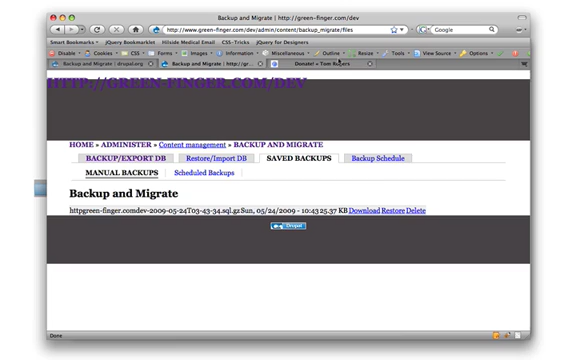 Backup and Migrate | http://green-finger.com/dev
http://www.green-finger.com/dev/admin/content/backup_migrate/files
Google
Smart Bookmarks jQuery Bookmarklet Hillside Medical Email CSS-Tricks jQuery for Designers
Disable Cookies CSS Forms Images Information Miscellaneous Outline Resize Tools View Source Options
Backup and Migrate | drupal.org Backup and Migrate | http://gr... Donate! • Tom Rogers
HTTP://GREEN-FINGER.COM/DEV
HOME » ADMINISTER » Content management » BACKUP AND MIGRATE
BACKUP/EXPORT DB Restore/Import DB SAVED BACKUPS Backup Schedule
MANUAL BACKUPS Scheduled Backups
Backup and Migrate
httpgreen-finger.comdev-2009-05-24T03-43-34.sql.gz Sun, 05/24/2009 - 10:43 25.37 KB Download Restore Delete
Drupal
Done